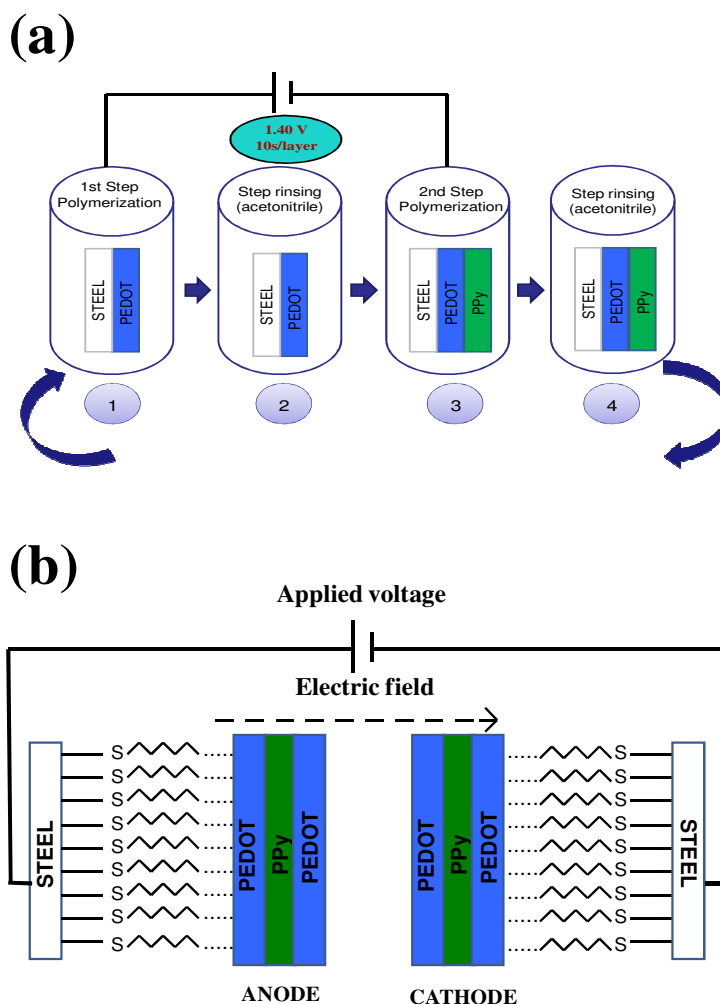 (a)
1.40 V
10s/layer
1st Step
Polymerization
Step rinsing
(acetonitrile)
2nd Step
Polymerization
Step rinsing
(acetonitrile)
STEEL
PEDOT
STEEL
PEDOT
STEEL
PEDOT
PPy
STEEL
PEDOT
PPy
1
2
3
4
(b)
Applied voltage
Electric field
STEEL
S
S
S
S
S
S
S
S
S
PEDOT
PPy
PEDOT
PEDOT
PPy
PEDOT
S
S
S
S
S
S
S
S
S
STEEL
ANODE
CATHODE